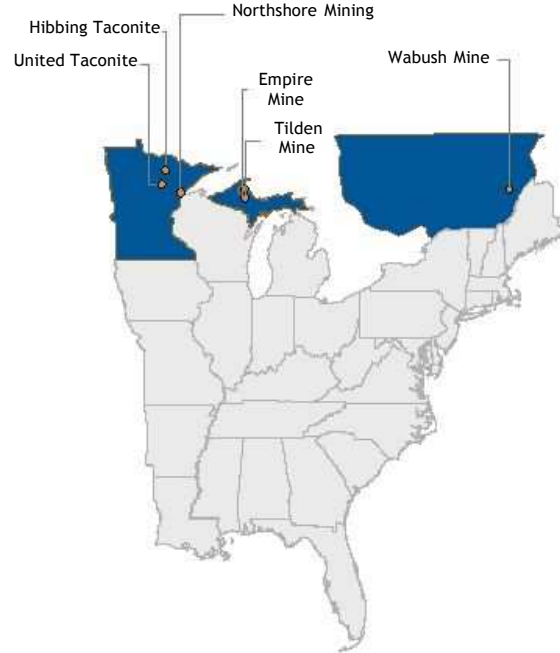 Northshore Mining
Hibbing Taconite
United Taconite
Wabush Mine
Empire
Mine
Tilden
Mine